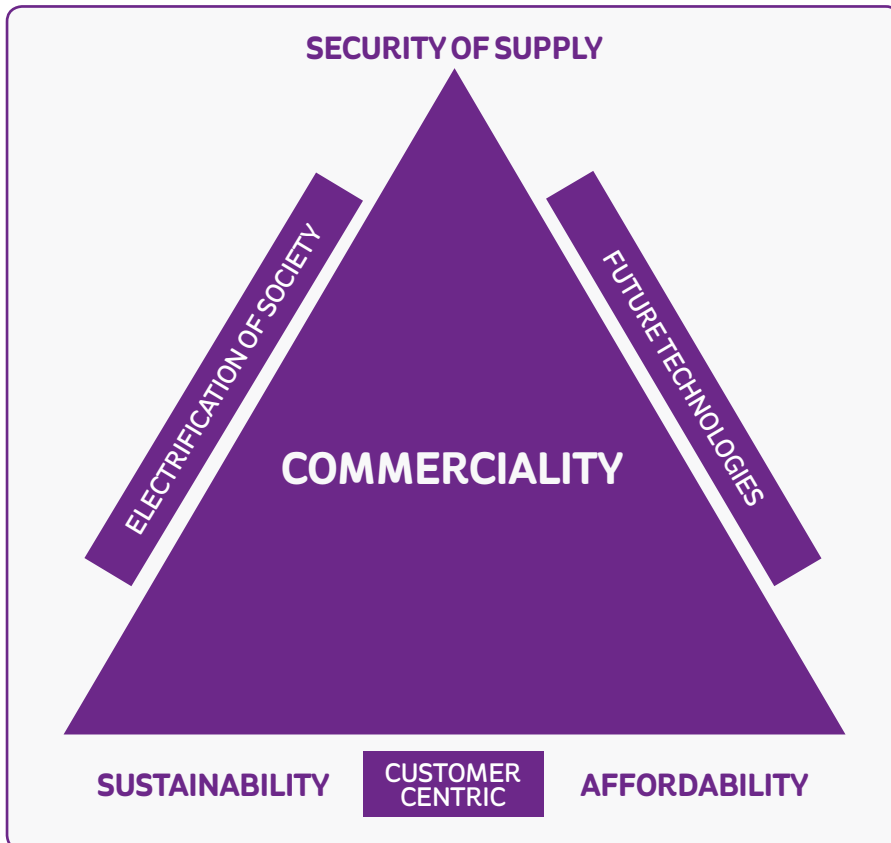 SECURITY OF SUPPLY
ELECTRIFICATION OF SOCIETY
FUTURE TECHNOLOGIES
COMMERCIALITY
SUSTAINABILITY
CUSTOMER
CENTRIC
AFFORDABILITY